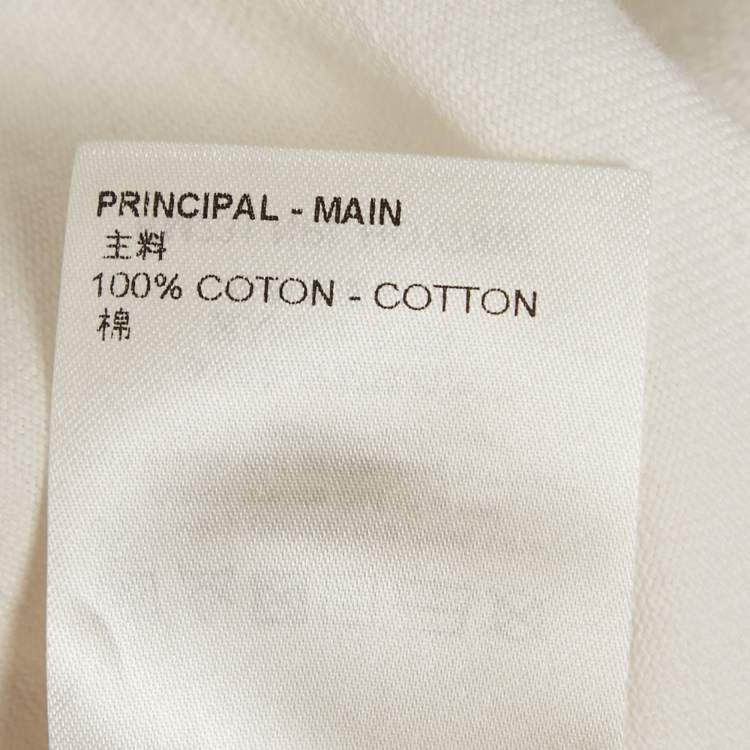 PRINCIPAL - MAIN
主料
100% COTON - COTTON
棉